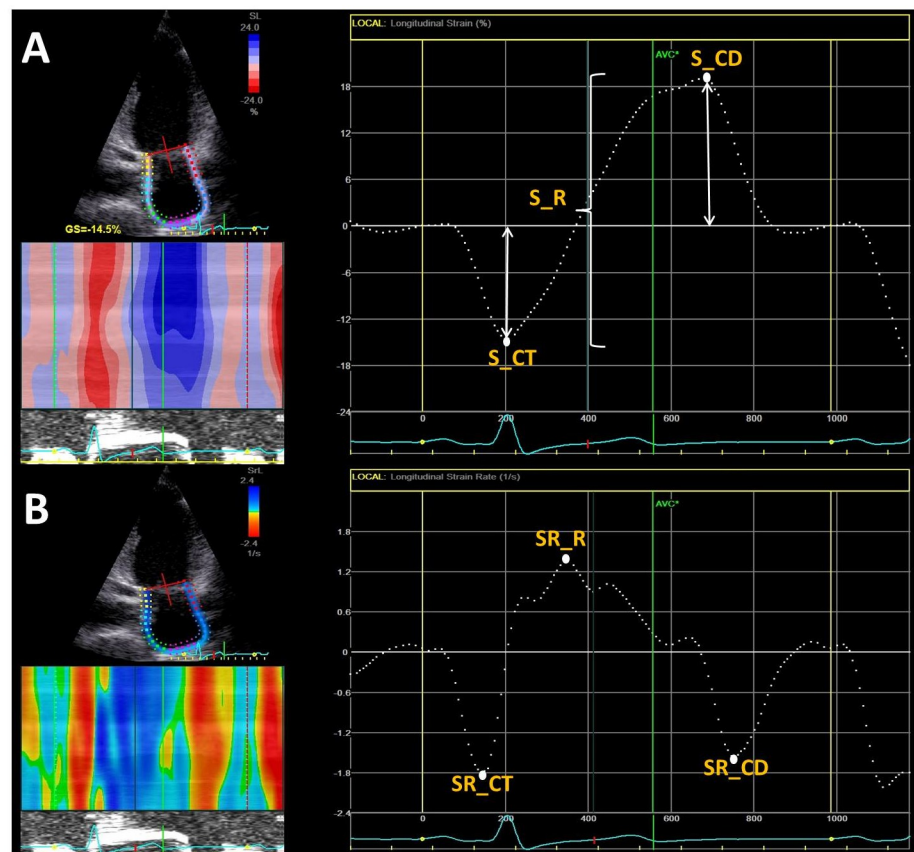 A
SL
24.0
-24.0
%
GS=-14.5%
LOCAL: Longitudinal Strain (%)
AVC*
S_CD
18
12
6
S_R
0
-6
-12
S_CT
-18
-24
0
200
400
600
800
1000
B
SrL
2.4
-2.4
1/s
LOCAL: Longitudinal Strain Rate (1/s)
AVC*
SR_R
1.8
1.2
0.6
0
-0.6
-1.2
SR_CT
SR_CD
-1.8
-2.4
0
200
400
600
800
1000